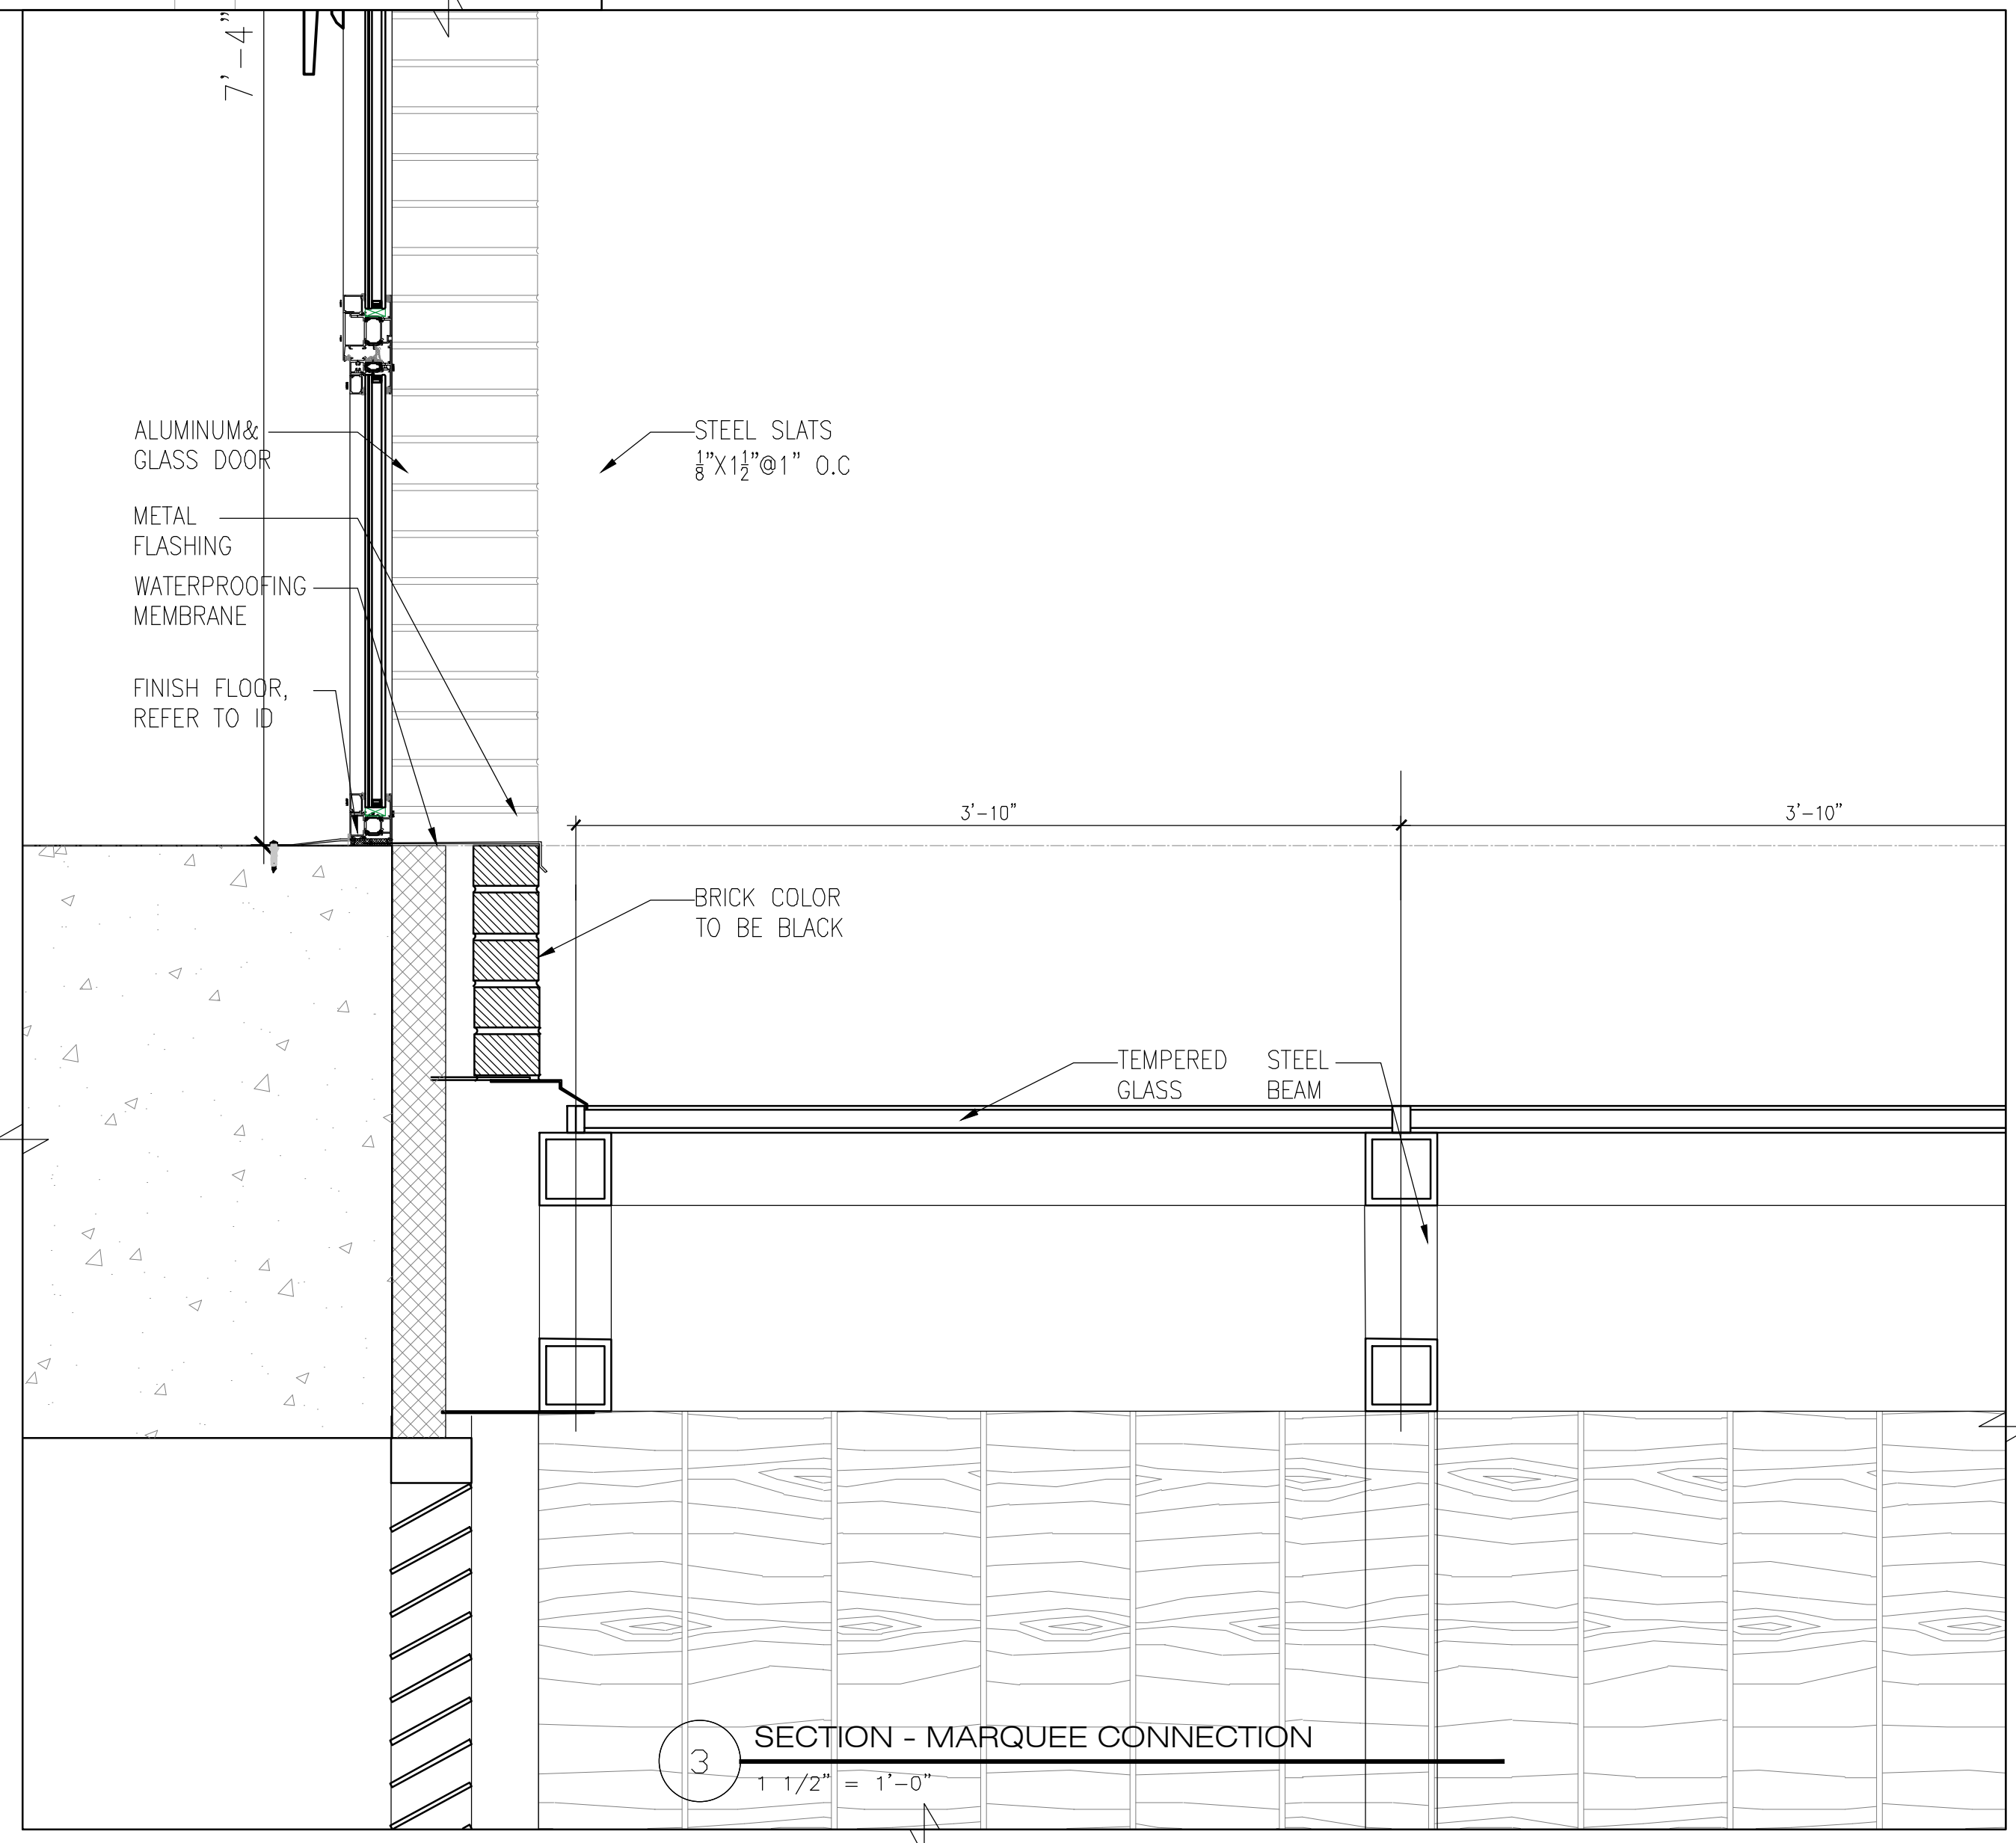 7'-4"
ALUMINUM&
GLASS DOOR
STEEL SLATS
1/8"X1 1/2"@1" O.C
METAL
FLASHING
WATERPROOFING
MEMBRANE
FINISH FLOOR,
REFER TO ID
3'-10"
3'-10"
BRICK COLOR
TO BE BLACK
TEMPERED
GLASS
STEEL
BEAM
3
SECTION - MARQUEE CONNECTION
1 1/2" = 1'-0"